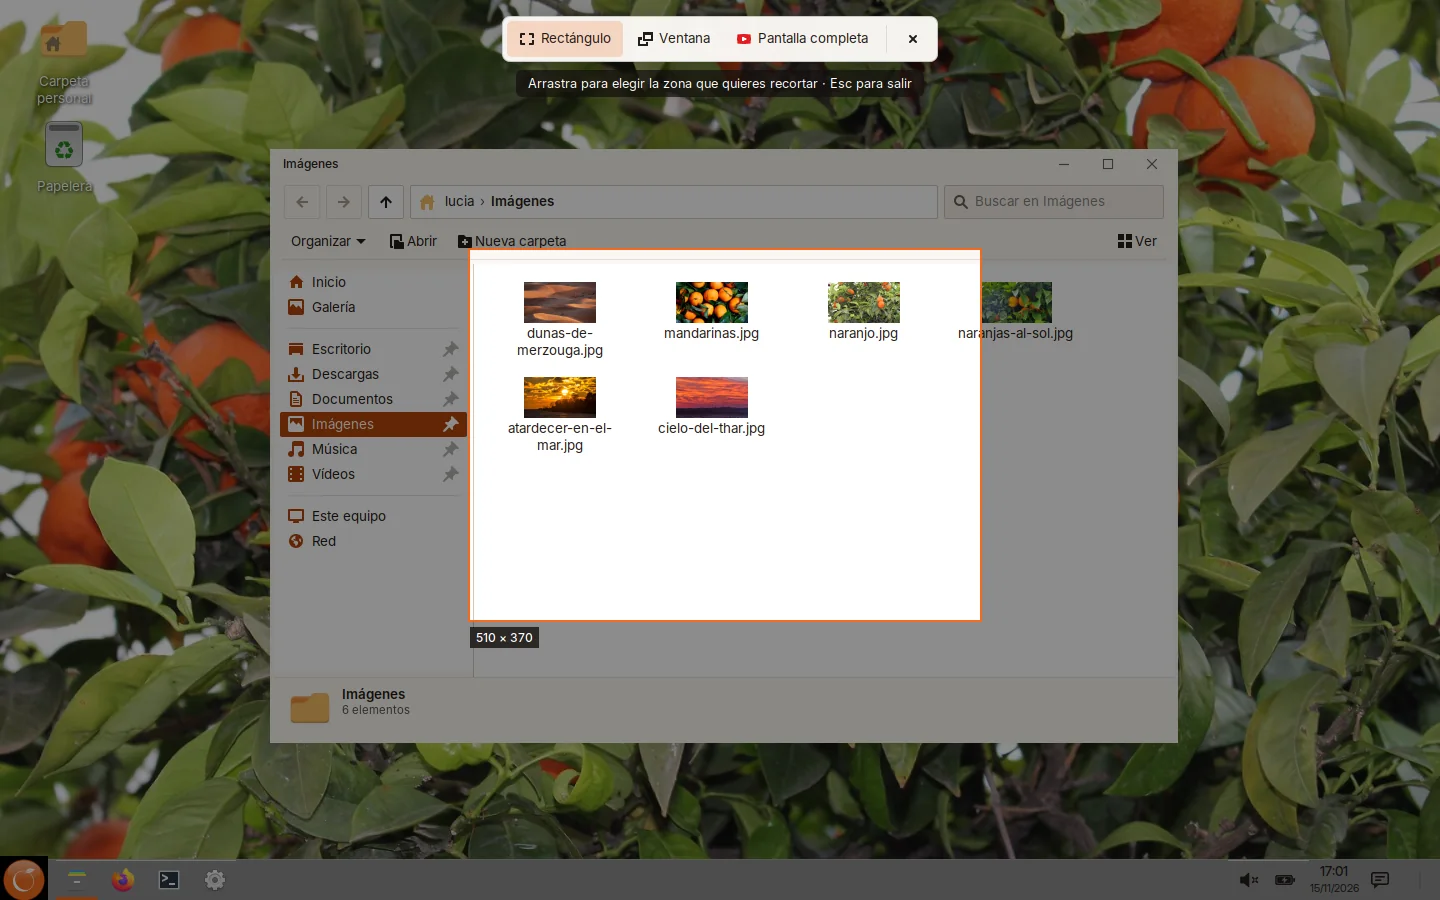 Rectángulo
Ventana
Pantalla completa
Arrastra para elegir la zona que quieres recortar · Esc para salir
Carpeta
personal
Papelera
Imágenes
lucia › Imágenes
Buscar en Imágenes
Organizar
Abrir
Nueva carpeta
Ver
Inicio
Galería
Escritorio
Descargas
Documentos
Imágenes
Música
Vídeos
Este equipo
Red
dunas-de-
merzouga.jpg
mandarinas.jpg
naranjo.jpg
naranjas-al-sol.jpg
atardecer-en-el-
mar.jpg
cielo-del-thar.jpg
510 × 370
Imágenes
6 elementos
17:01
15/11/2026